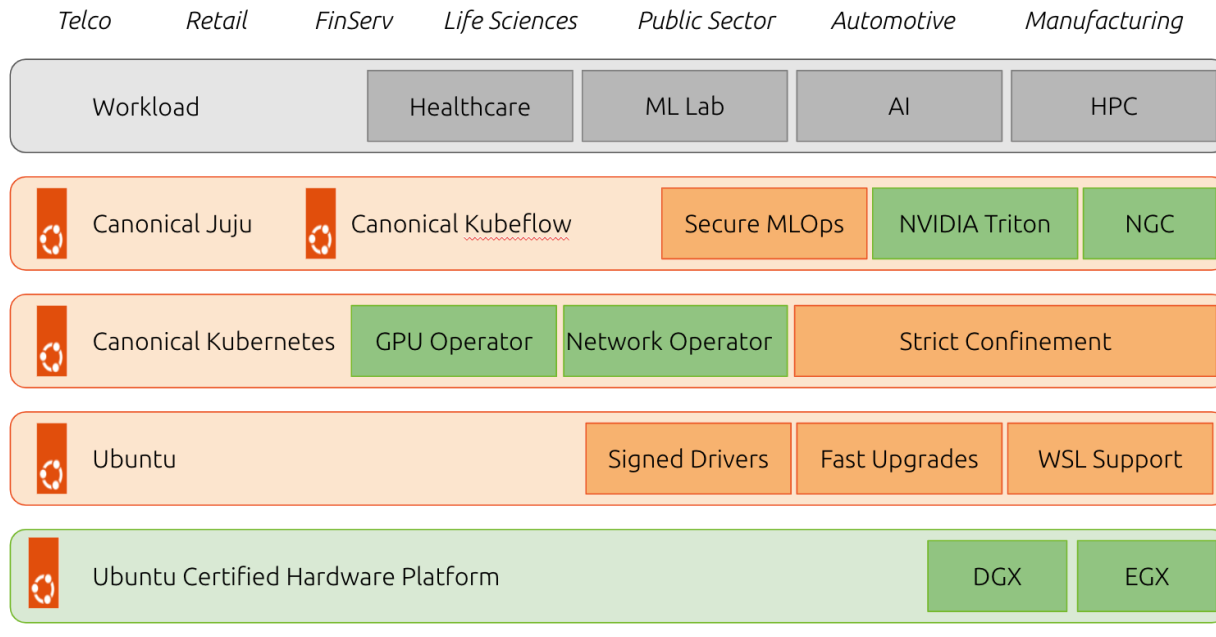 Telco Retail FinServ Life Sciences Public Sector Automotive Manufacturing
Workload Healthcare ML Lab AI HPC
Canonical Juju Canonical Kubeflow Secure MLOps NVIDIA Triton NGC
Canonical Kubernetes GPU Operator Network Operator Strict Confinement
Ubuntu Signed Drivers Fast Upgrades WSL Support
Ubuntu Certified Hardware Platform DGX EGX